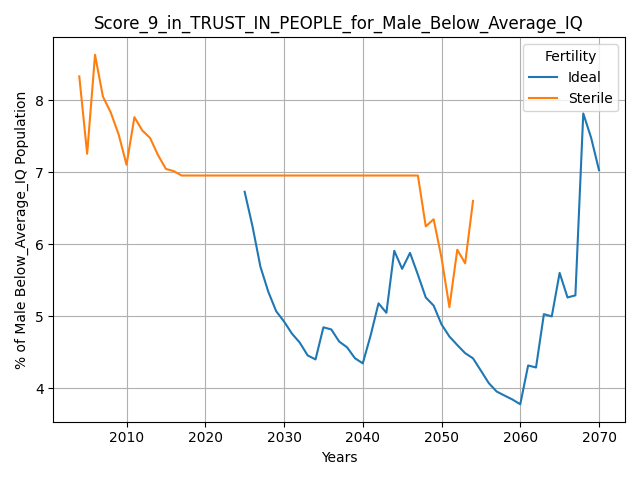 Score_9_in_TRUST_IN_PEOPLE_for_Male_Below_Average_IQ
% of Male Below_Average_IQ Population
8
7
6
5
4
Fertility
Ideal
Sterile
2010 2020 2030 2040 2050 2060 2070
Years